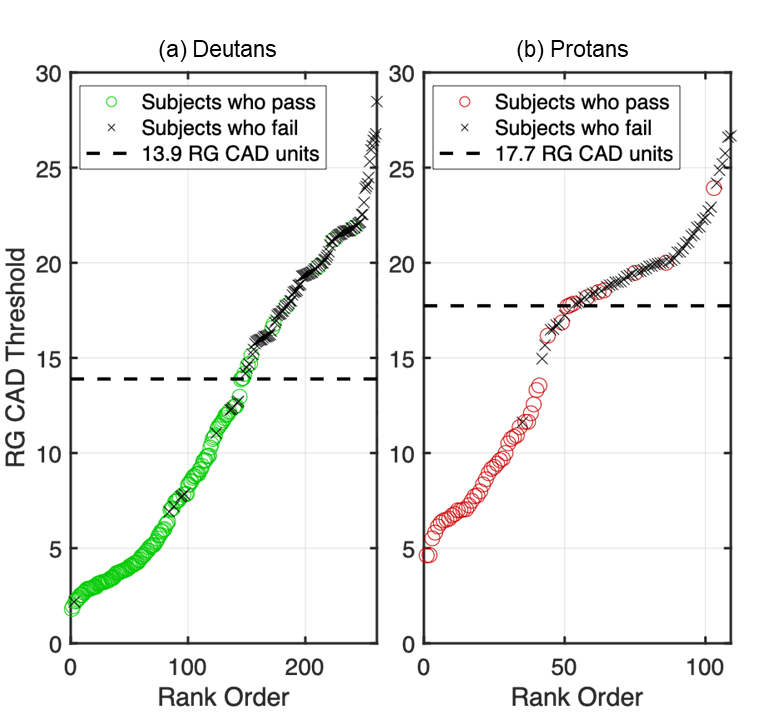 (a) Deutans
(b) Protans
RG CAD Threshold
30
25
20
15
10
5
0
Subjects who pass
Subjects who fail
13.9 RG CAD units
0
100
200
Rank Order
30
25
20
15
10
5
0
Subjects who pass
Subjects who fail
17.7 RG CAD units
0
50
100
Rank Order